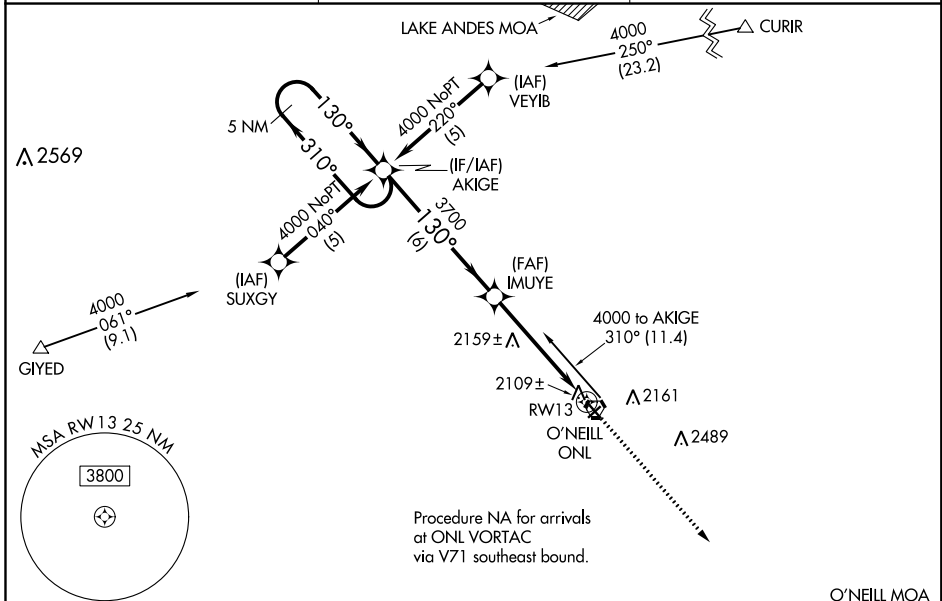 LAKE ANDES MOA
4000
250°
(23.2)
CURIR
(IAF)
VEYIB
4000 NoPT
220°
(5)
5 NM
130°
310°
2569
(IF/IAF)
AKIGE
4000 NoPT
040°
(5)
3700
130°
(6)
(IAF)
SUXGY
(FAF)
IMUYE
4000
061°
(9.1)
GIYED
4000 to AKIGE
310° (11.4)
2159±
2109±
RW13
2161
O'NEILL
ONL
2489
MSA RW13 25 NM
3800
Procedure NA for arrivals
at ONL VORTAC
via V71 southeast bound.
O'NEILL MOA